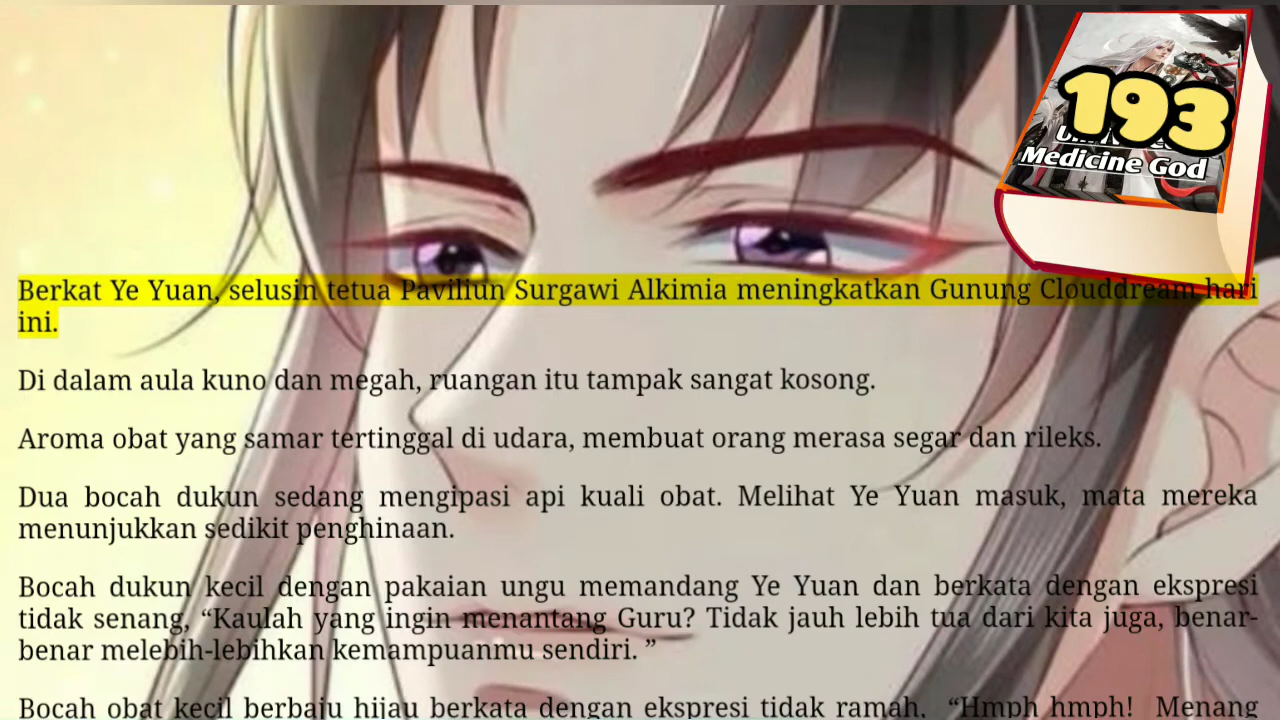 193
Medicine God
Berkat Ye Yuan, selusin tetua Paviliun Surgawi Alkimia meningkatkan Gunung Clouddream hari
ini.
Di dalam aula kuno dan megah, ruangan itu tampak sangat kosong.
Aroma obat yang samar tertinggal di udara, membuat orang merasa segar dan rileks.
Dua bocah dukun sedang mengipasi api kuali obat. Melihat Ye Yuan masuk, mata mereka
menunjukkan sedikit penghinaan.
Bocah dukun kecil dengan pakaian ungu memandang Ye Yuan dan berkata dengan ekspresi
tidak senang, “Kaulah yang ingin menantang Guru? Tidak jauh lebih tua dari kita juga, benar-
benar melebih-lebihkan kemampuanmu sendiri. ”
Bocah obat kecil berbaju hijau berkata dengan ekspresi tidak ramah, “Hmph hmph! Menang